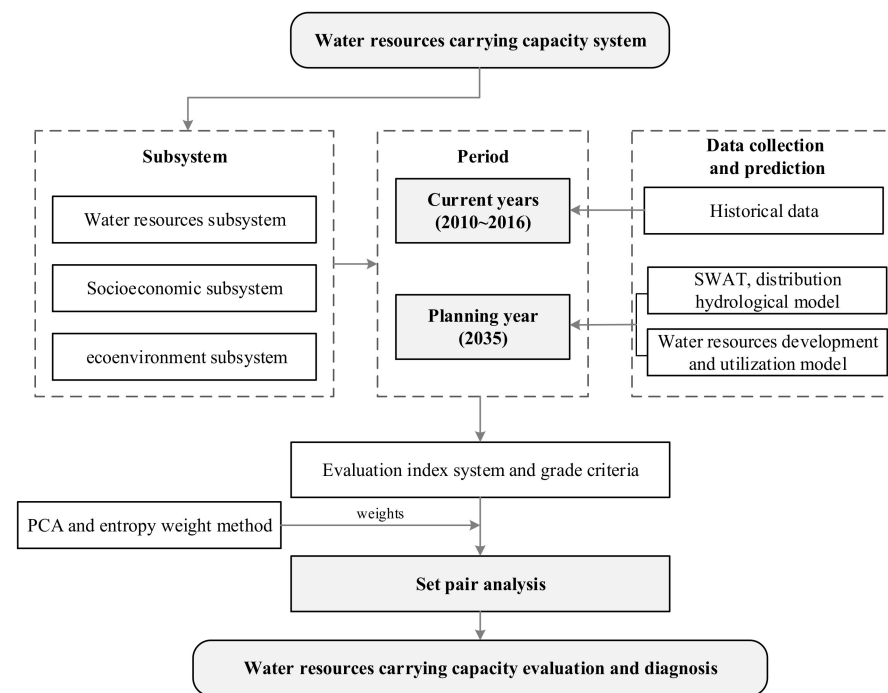 Water resources carrying capacity system
Subsystem
Water resources subsystem
Socioeconomic subsystem
ecoenvironment subsystem
Period
Current years
(2010~2016)
Planning year
(2035)
Data collection
and prediction
Historical data
SWAT, distribution
hydrological model
Water resources development
and utilization model
Evaluation index system and grade criteria
PCA and entropy weight method
weights
Set pair analysis
Water resources carrying capacity evaluation and diagnosis